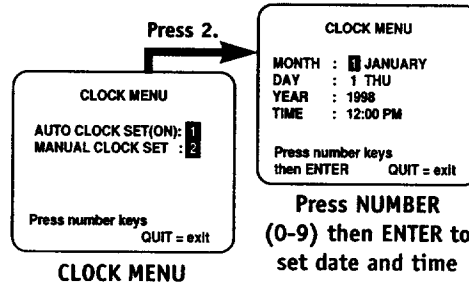 Press 2.
CLOCK MENU
AUTO CLOCK SET(ON): 1
MANUAL CLOCK SET : 2
Press number keys
QUIT = exit
CLOCK MENU
CLOCK MENU
MONTH : 1 JANUARY
DAY : 1 THU
YEAR : 1998
TIME : 12:00 PM
Press number keys
then ENTER QUIT = exit
Press NUMBER
(0-9) then ENTER to
set date and time